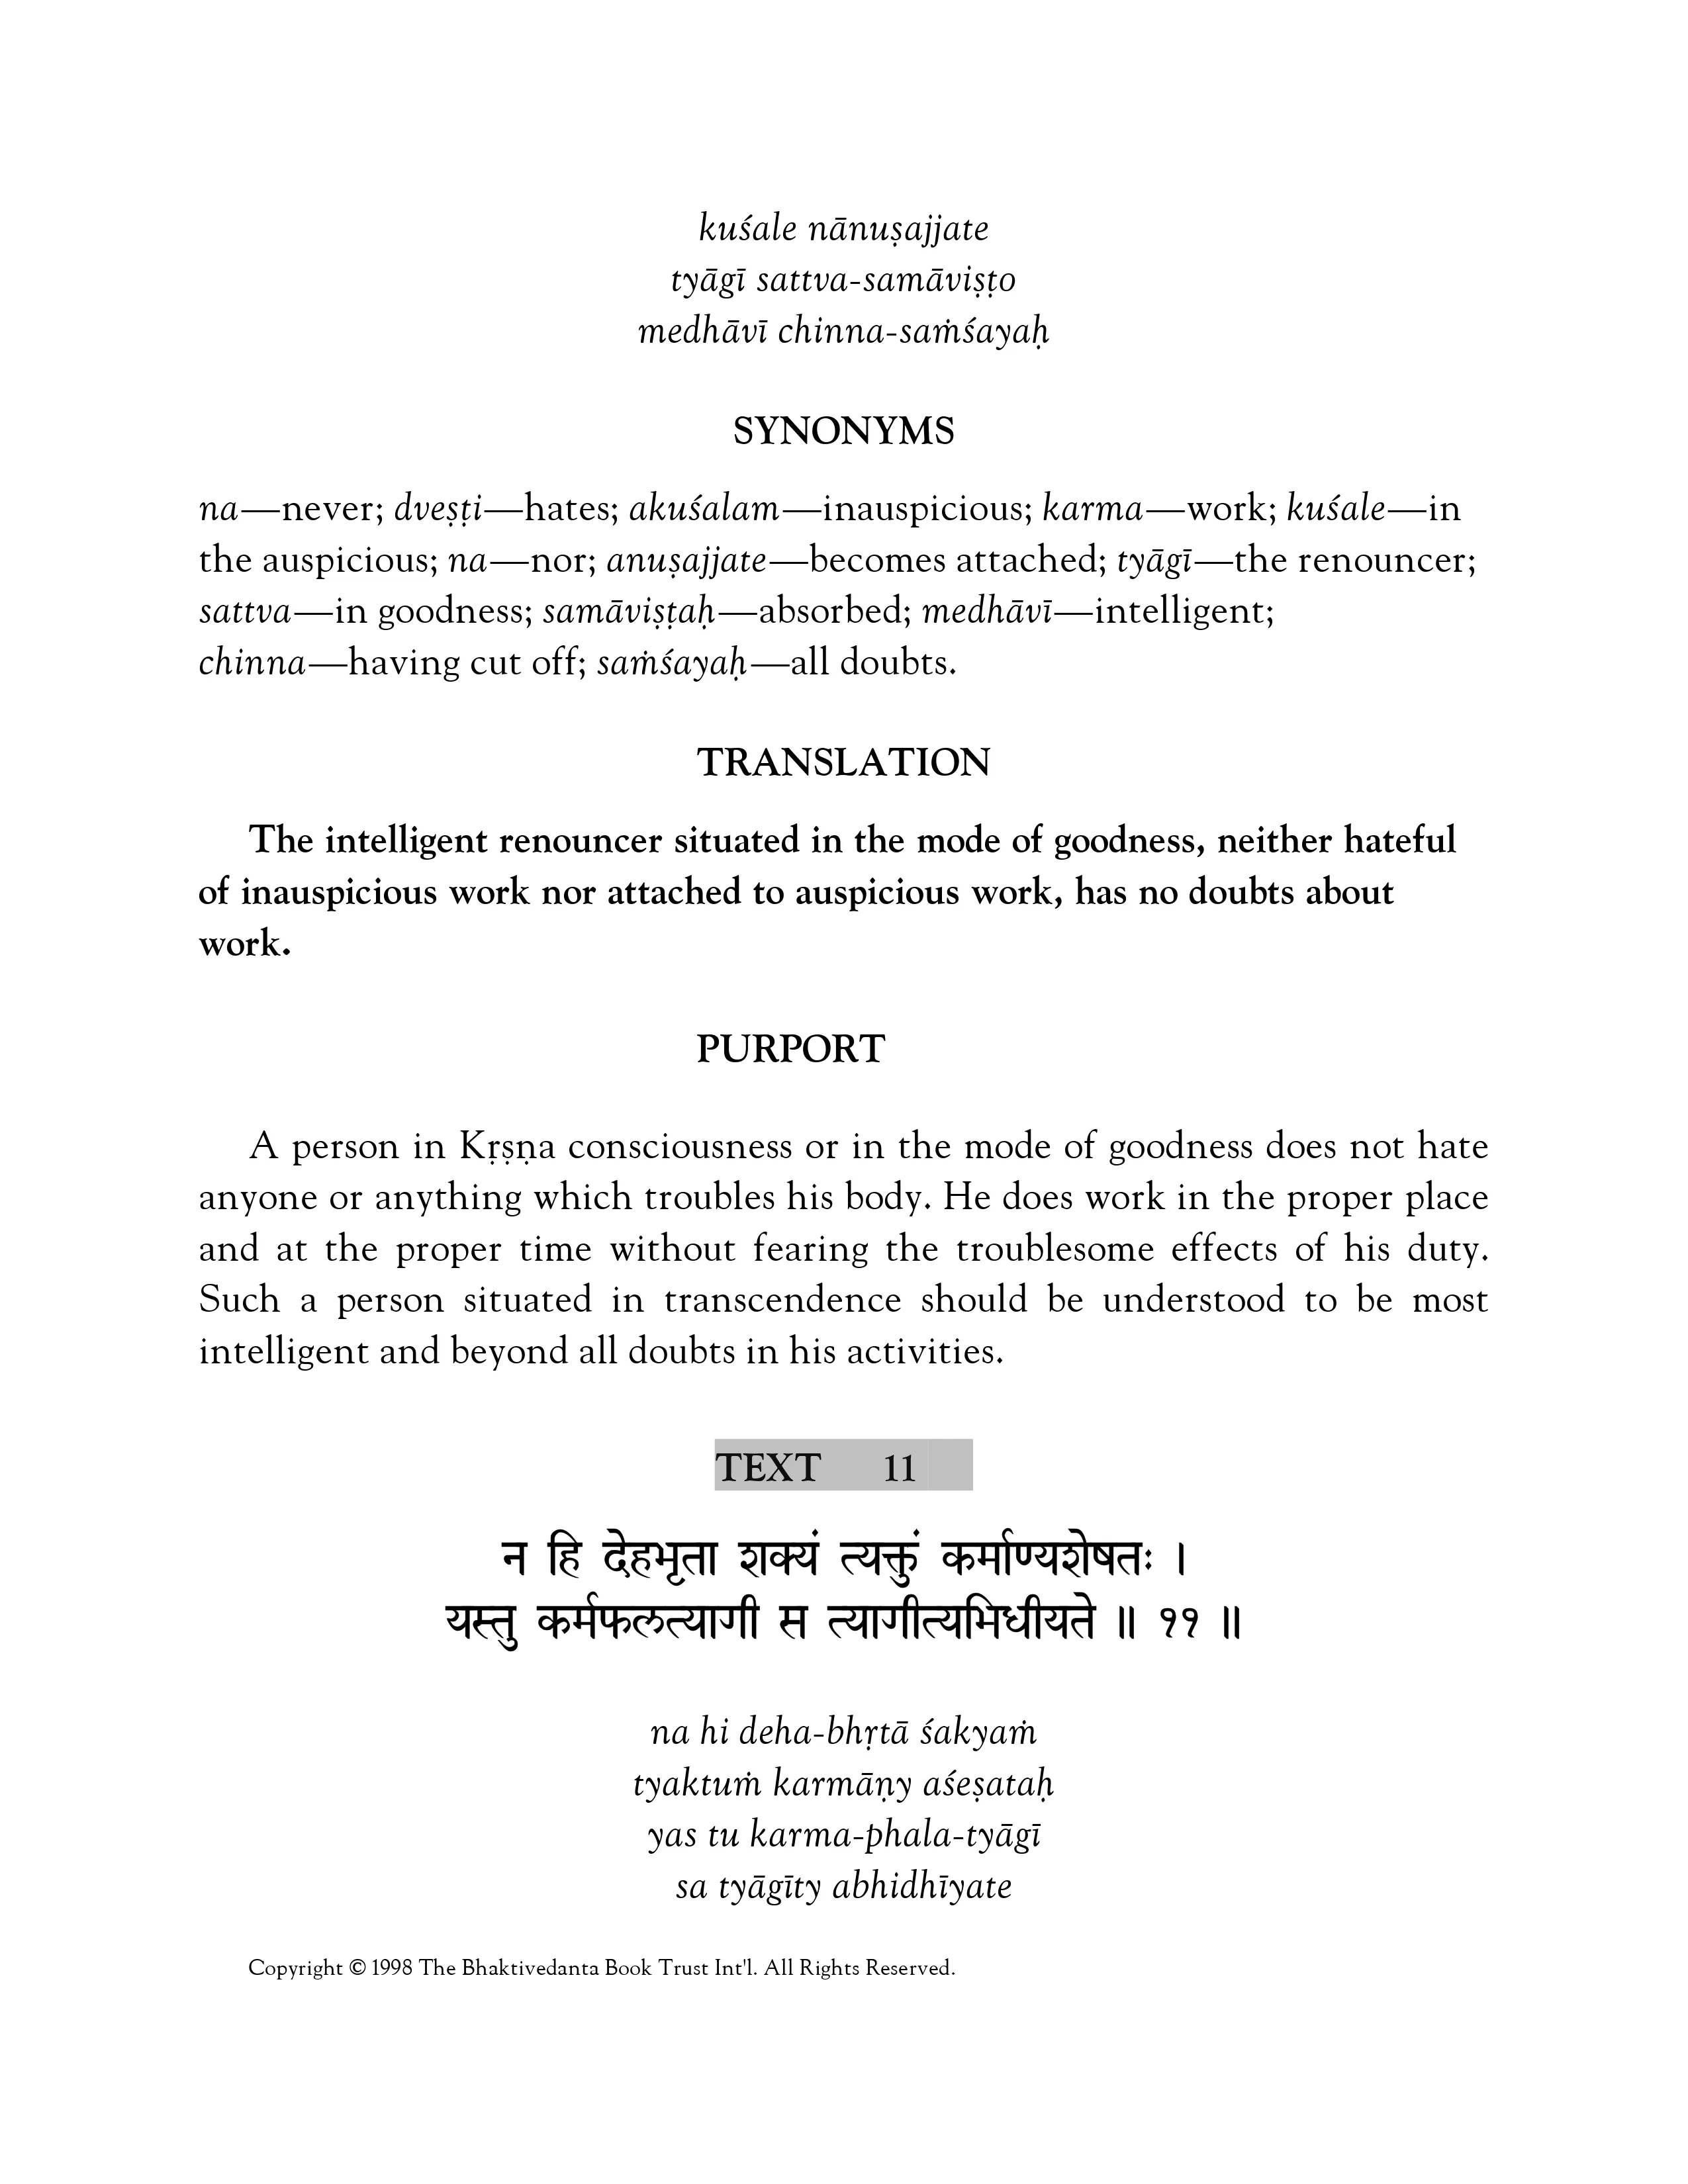 kuśale nānuṣajjate
tyāgī sattva-samāviṣṭo
medhāvī chinna-saṁśayaḥ
SYNONYMS
na—never; dveṣṭi—hates; akuśalam—inauspicious; karma—work; kuśale—in
the auspicious; na—nor; anuṣajjate—becomes attached; tyāgī—the renouncer;
sattva—in goodness; samāviṣṭaḥ—absorbed; medhāvī—intelligent;
chinna—having cut off; saṁśayaḥ—all doubts.
TRANSLATION
The intelligent renouncer situated in the mode of goodness, neither hateful
of inauspicious work nor attached to auspicious work, has no doubts about
work.
PURPORT
A person in Kṛṣṇa consciousness or in the mode of goodness does not hate
anyone or anything which troubles his body. He does work in the proper place
and at the proper time without fearing the troublesome effects of his duty.
Such a person situated in transcendence should be understood to be most
intelligent and beyond all doubts in his activities.
TEXT 11
न हि देहभृता शक्यं त्यक्तुं कर्माण्यशेषतः ।
यस्तु कर्मफलत्यागी स त्यागीत्यभिधीयते ॥ ११ ॥
na hi deha-bhṛtā śakyaṁ
tyaktuṁ karmāṇy aśeṣataḥ
yas tu karma-phala-tyāgī
sa tyāgīty abhidhīyate
Copyright © 1998 The Bhaktivedanta Book Trust Int'l. All Rights Reserved.